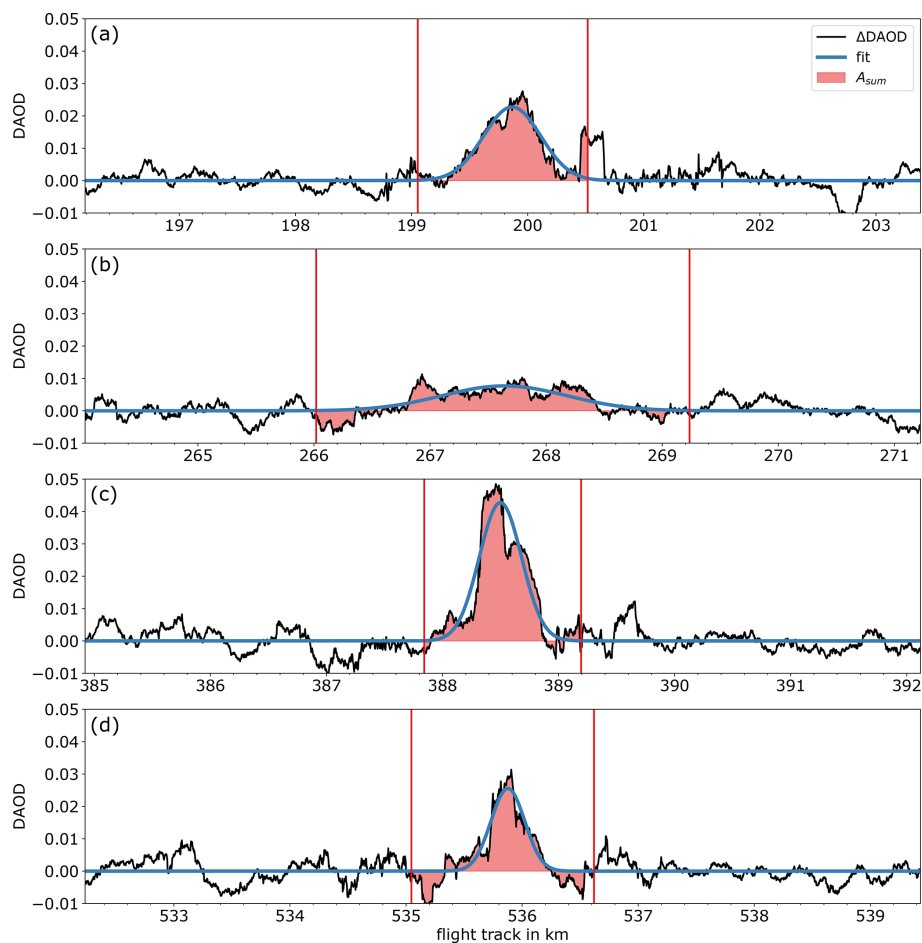 (a)
ΔDAOD
fit
A_sum
DAOD
0.05
0.04
0.03
0.02
0.01
0.00
−0.01
197 198 199 200 201 202 203
(b)
DAOD
0.05
0.04
0.03
0.02
0.01
0.00
−0.01
265 266 267 268 269 270 271
(c)
DAOD
0.05
0.04
0.03
0.02
0.01
0.00
−0.01
385 386 387 388 389 390 391 392
(d)
DAOD
0.05
0.04
0.03
0.02
0.01
0.00
−0.01
533 534 535 536 537 538 539
flight track in km